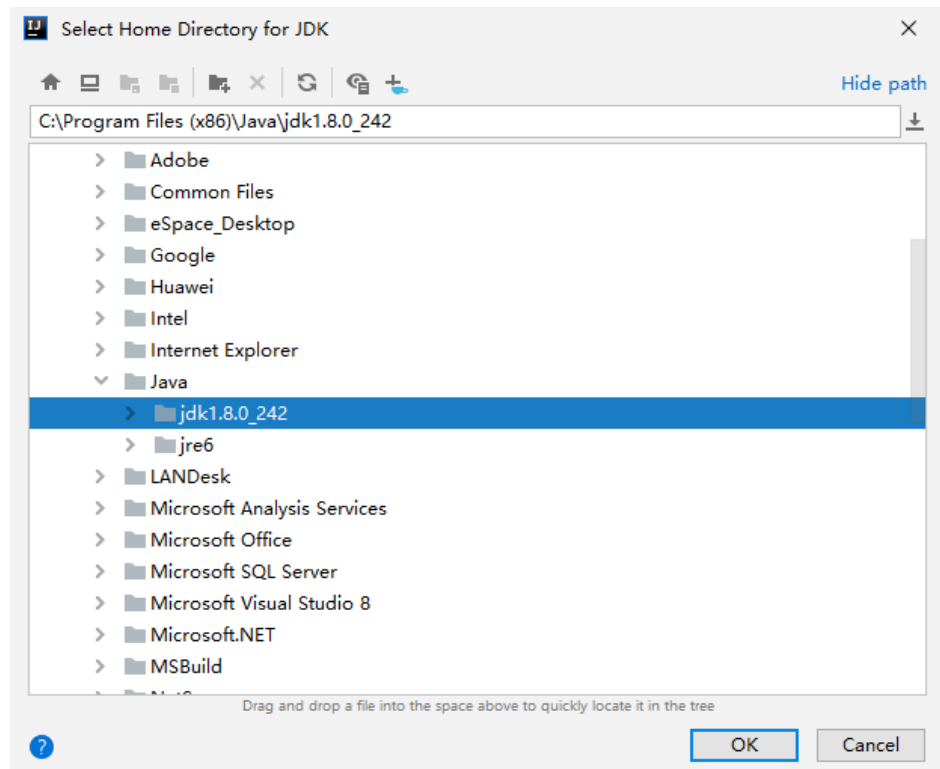 Select Home Directory for JDK
Hide path
C:\Program Files (x86)\Java\jdk1.8.0_242
Adobe
Common Files
eSpace_Desktop
Google
Huawei
Intel
Internet Explorer
Java
jdk1.8.0_242
jre6
LANDesk
Microsoft Analysis Services
Microsoft Office
Microsoft SQL Server
Microsoft Visual Studio 8
Microsoft.NET
MSBuild
Drag and drop a file into the space above to quickly locate it in the tree
? OK Cancel